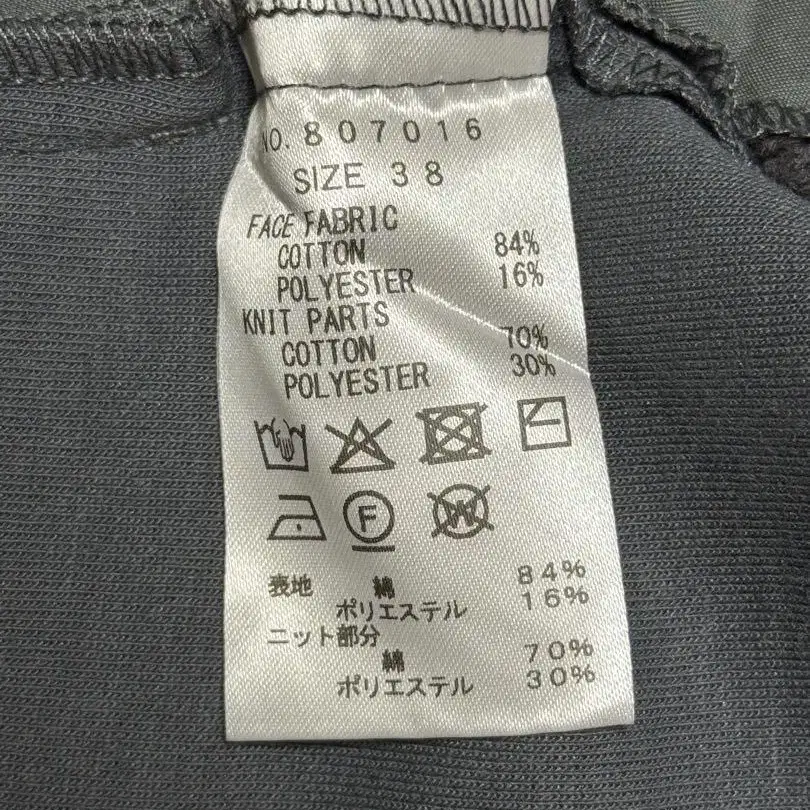 NO. 807016
SIZE 38
FACE FABRIC
COTTON 84%
POLYESTER 16%
KNIT PARTS
COTTON 70%
POLYESTER 30%
F W
表地 綿 84%
ポリエステル 16%
ニット部分
綿 70%
ポリエステル 30%